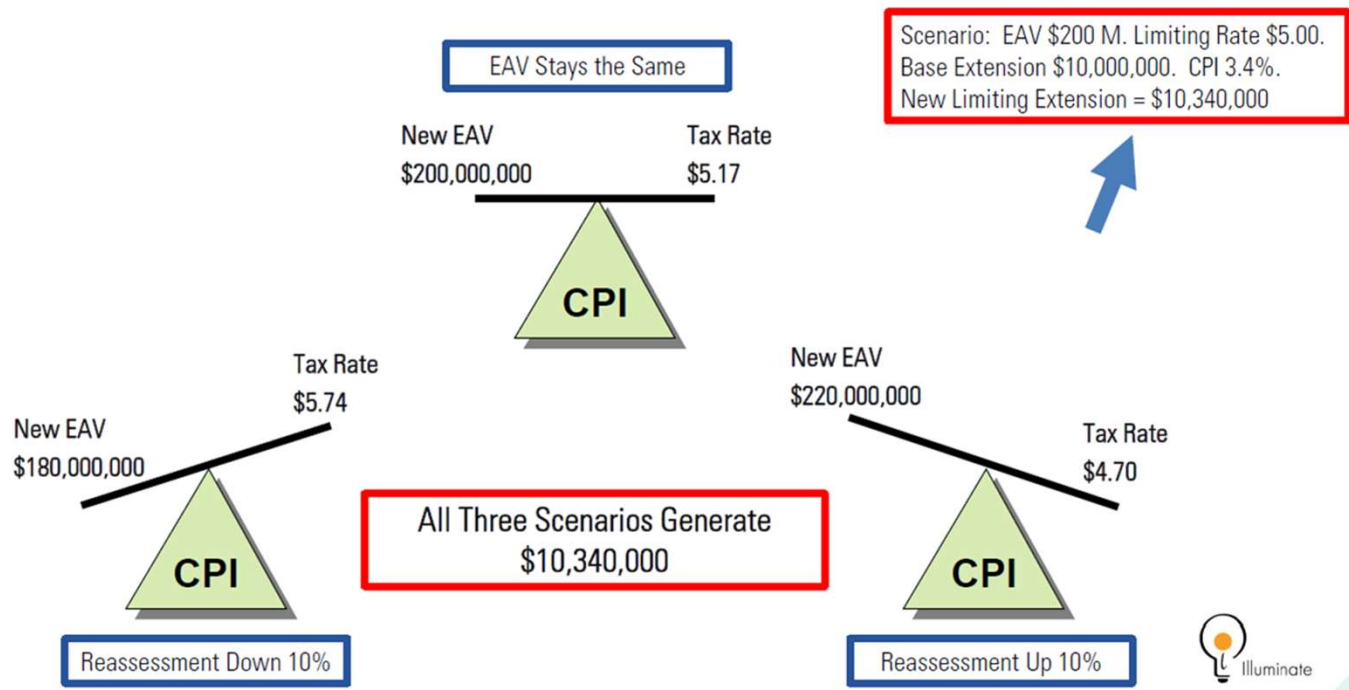 EAV Stays the Same
Scenario: EAV $200 M. Limiting Rate $5.00.
Base Extension $10,000,000. CPI 3.4%.
New Limiting Extension = $10,340,000
New EAV
$200,000,000
Tax Rate
$5.17
CPI
New EAV
$180,000,000
Tax Rate
$5.74
CPI
Reassessment Down 10%
All Three Scenarios Generate
$10,340,000
New EAV
$220,000,000
Tax Rate
$4.70
CPI
Reassessment Up 10%
Illuminate